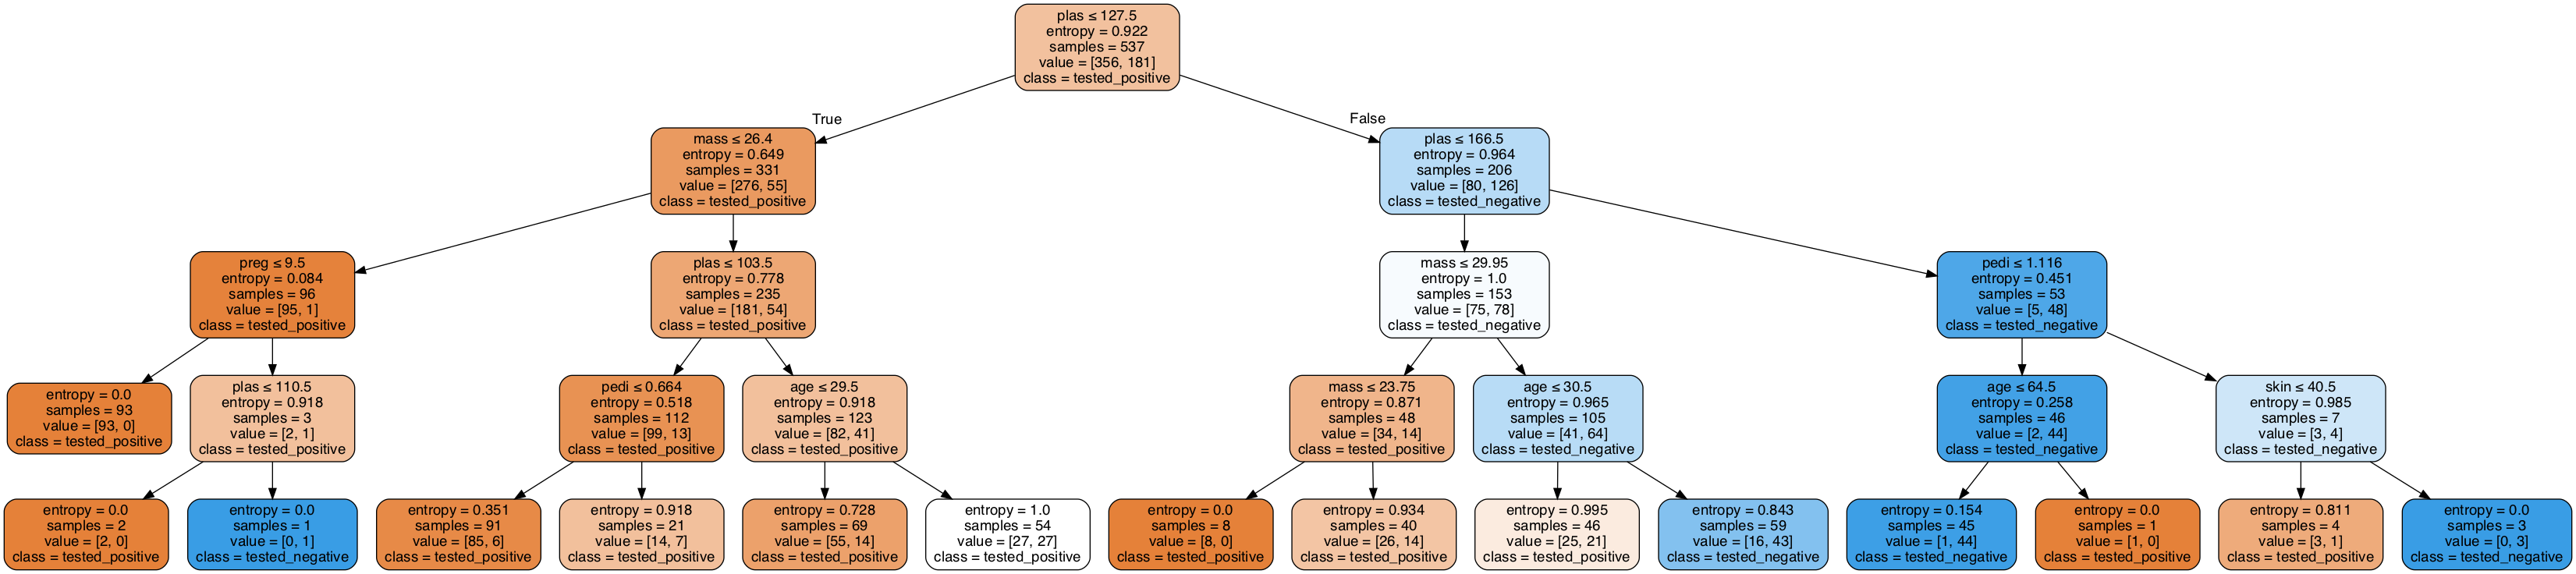 plas ≤ 127.5
entropy = 0.922
samples = 537
value = [356, 181]
class = tested_positive
True
False
mass ≤ 26.4
entropy = 0.649
samples = 331
value = [276, 55]
class = tested_positive
plas ≤ 166.5
entropy = 0.964
samples = 206
value = [80, 126]
class = tested_negative
preg ≤ 9.5
entropy = 0.084
samples = 96
value = [95, 1]
class = tested_positive
plas ≤ 103.5
entropy = 0.778
samples = 235
value = [181, 54]
class = tested_positive
mass ≤ 29.95
entropy = 1.0
samples = 153
value = [75, 78]
class = tested_negative
pedi ≤ 1.116
entropy = 0.451
samples = 53
value = [5, 48]
class = tested_negative
entropy = 0.0
samples = 93
value = [93, 0]
class = tested_positive
plas ≤ 110.5
entropy = 0.918
samples = 3
value = [2, 1]
class = tested_positive
pedi ≤ 0.664
entropy = 0.518
samples = 112
value = [99, 13]
class = tested_positive
age ≤ 29.5
entropy = 0.918
samples = 123
value = [82, 41]
class = tested_positive
mass ≤ 23.75
entropy = 0.871
samples = 48
value = [34, 14]
class = tested_positive
age ≤ 30.5
entropy = 0.965
samples = 105
value = [41, 64]
class = tested_negative
age ≤ 64.5
entropy = 0.258
samples = 46
value = [2, 44]
class = tested_negative
skin ≤ 40.5
entropy = 0.985
samples = 7
value = [3, 4]
class = tested_negative
entropy = 0.0
samples = 2
value = [2, 0]
class = tested_positive
entropy = 0.0
samples = 1
value = [0, 1]
class = tested_negative
entropy = 0.351
samples = 91
value = [85, 6]
class = tested_positive
entropy = 0.918
samples = 21
value = [14, 7]
class = tested_positive
entropy = 0.728
samples = 69
value = [55, 14]
class = tested_positive
entropy = 1.0
samples = 54
value = [27, 27]
class = tested_positive
entropy = 0.0
samples = 8
value = [8, 0]
class = tested_positive
entropy = 0.934
samples = 40
value = [26, 14]
class = tested_positive
entropy = 0.995
samples = 46
value = [25, 21]
class = tested_positive
entropy = 0.843
samples = 59
value = [16, 43]
class = tested_negative
entropy = 0.154
samples = 45
value = [1, 44]
class = tested_negative
entropy = 0.0
samples = 1
value = [1, 0]
class = tested_positive
entropy = 0.811
samples = 4
value = [3, 1]
class = tested_positive
entropy = 0.0
samples = 3
value = [0, 3]
class = tested_negative